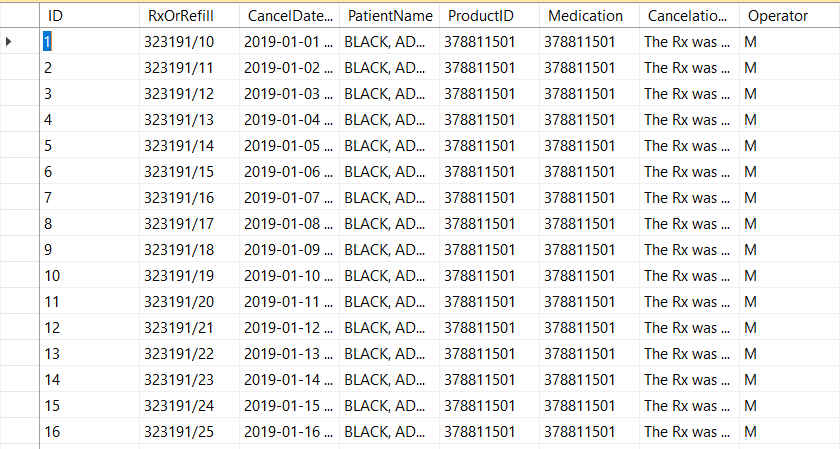 ID RxOrRefill CancelDate... PatientName ProductID Medication Cancelatio... Operator
1 323191/10 2019-01-01 ... BLACK, AD... 378811501 378811501 The Rx was ... M
2 323191/11 2019-01-02 ... BLACK, AD... 378811501 378811501 The Rx was ... M
3 323191/12 2019-01-03 ... BLACK, AD... 378811501 378811501 The Rx was ... M
4 323191/13 2019-01-04 ... BLACK, AD... 378811501 378811501 The Rx was ... M
5 323191/14 2019-01-05 ... BLACK, AD... 378811501 378811501 The Rx was ... M
6 323191/15 2019-01-06 ... BLACK, AD... 378811501 378811501 The Rx was ... M
7 323191/16 2019-01-07 ... BLACK, AD... 378811501 378811501 The Rx was ... M
8 323191/17 2019-01-08 ... BLACK, AD... 378811501 378811501 The Rx was ... M
9 323191/18 2019-01-09 ... BLACK, AD... 378811501 378811501 The Rx was ... M
10 323191/19 2019-01-10 ... BLACK, AD... 378811501 378811501 The Rx was ... M
11 323191/20 2019-01-11 ... BLACK, AD... 378811501 378811501 The Rx was ... M
12 323191/21 2019-01-12 ... BLACK, AD... 378811501 378811501 The Rx was ... M
13 323191/22 2019-01-13 ... BLACK, AD... 378811501 378811501 The Rx was ... M
14 323191/23 2019-01-14 ... BLACK, AD... 378811501 378811501 The Rx was ... M
15 323191/24 2019-01-15 ... BLACK, AD... 378811501 378811501 The Rx was ... M
16 323191/25 2019-01-16 ... BLACK, AD... 378811501 378811501 The Rx was ... M